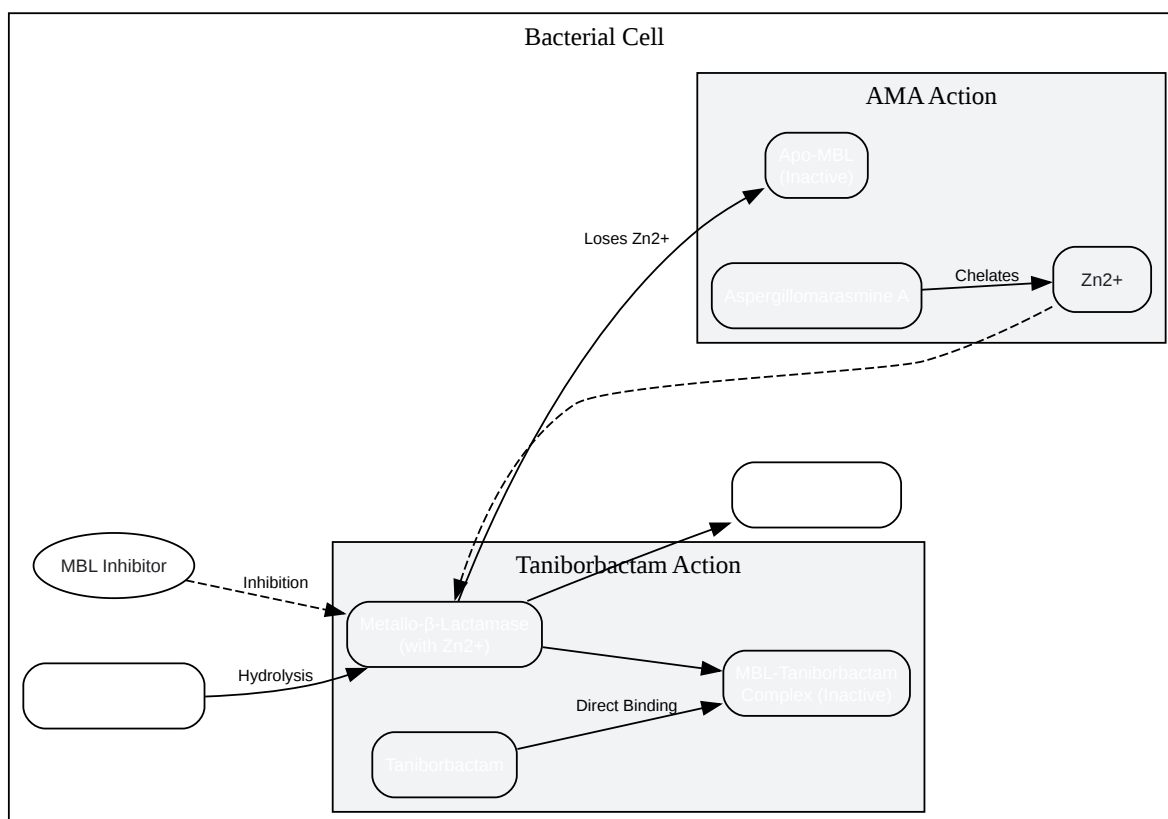 Bacterial Cell
AMA Action
Apo-MBL
(Inactive)
Loses Zn2+
Aspergillomarasmine A
Chelates
Zn2+
MBL Inhibitor
Inhibition
Taniborbactam Action
Metallo-β-Lactamase
(with Zn2+)
Hydrolysis
MBL-Taniborbactam
Complex (Inactive)
Direct Binding
Taniborbactam